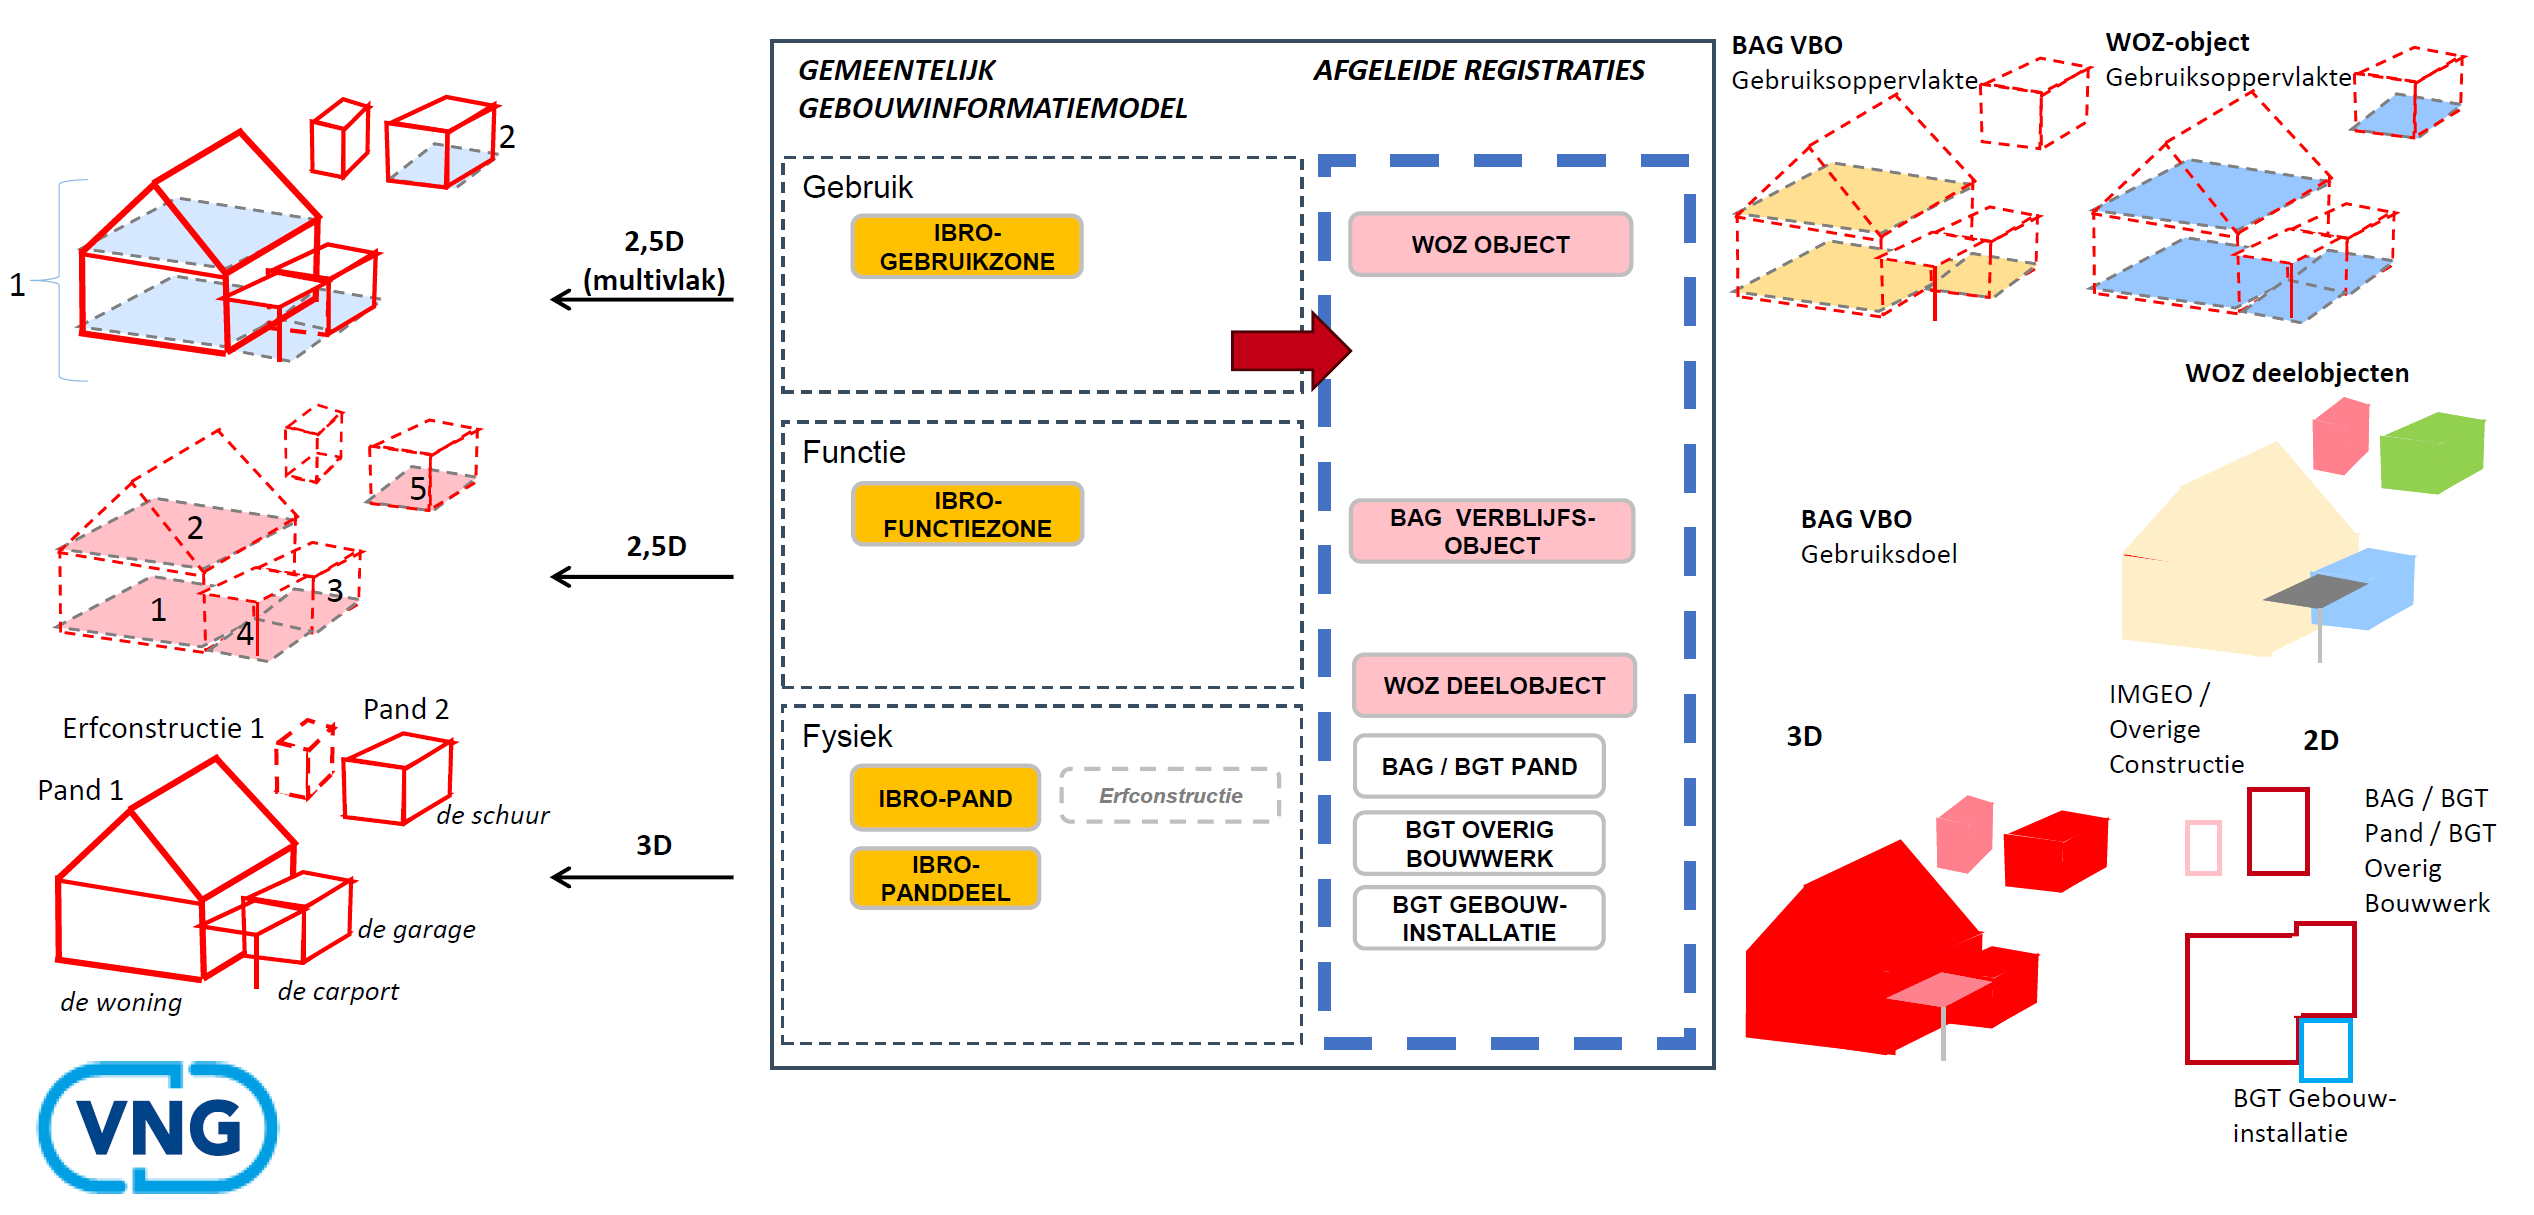 GEMEENTELIJK
GEBOUWINFORMATIEMODEL
AFGELEIDE REGISTRATIES
BAG VBO
Gebruiksoppervlakte
WOZ-object
Gebruiksoppervlakte
2
1
2,5D
(multivlak)
Gebruik
IBRO-
GEBRUIKZONE
WOZ OBJECT
WOZ deelobjecten
5
2
1
3
4
2,5D
Functie
IBRO-
FUNCTIEZONE
BAG VERBLIJFS-
OBJECT
BAG VBO
Gebruiksdoel
WOZ DEELOBJECT
Erfconstructie 1
Pand 2
Pand 1
de schuur
de garage
de carport
de woning
3D
Fysiek
IBRO-PAND
Erfconstructie
IBRO-
PANDDEEL
BAG / BGT PAND
BGT OVERIG
BOUWWERK
BGT GEBOUW-
INSTALLATIE
3D
IMGEO /
Overige
Constructie
2D
BAG / BGT
Pand / BGT
Overig
Bouwwerk
BGT Gebouw-
installatie
VNG